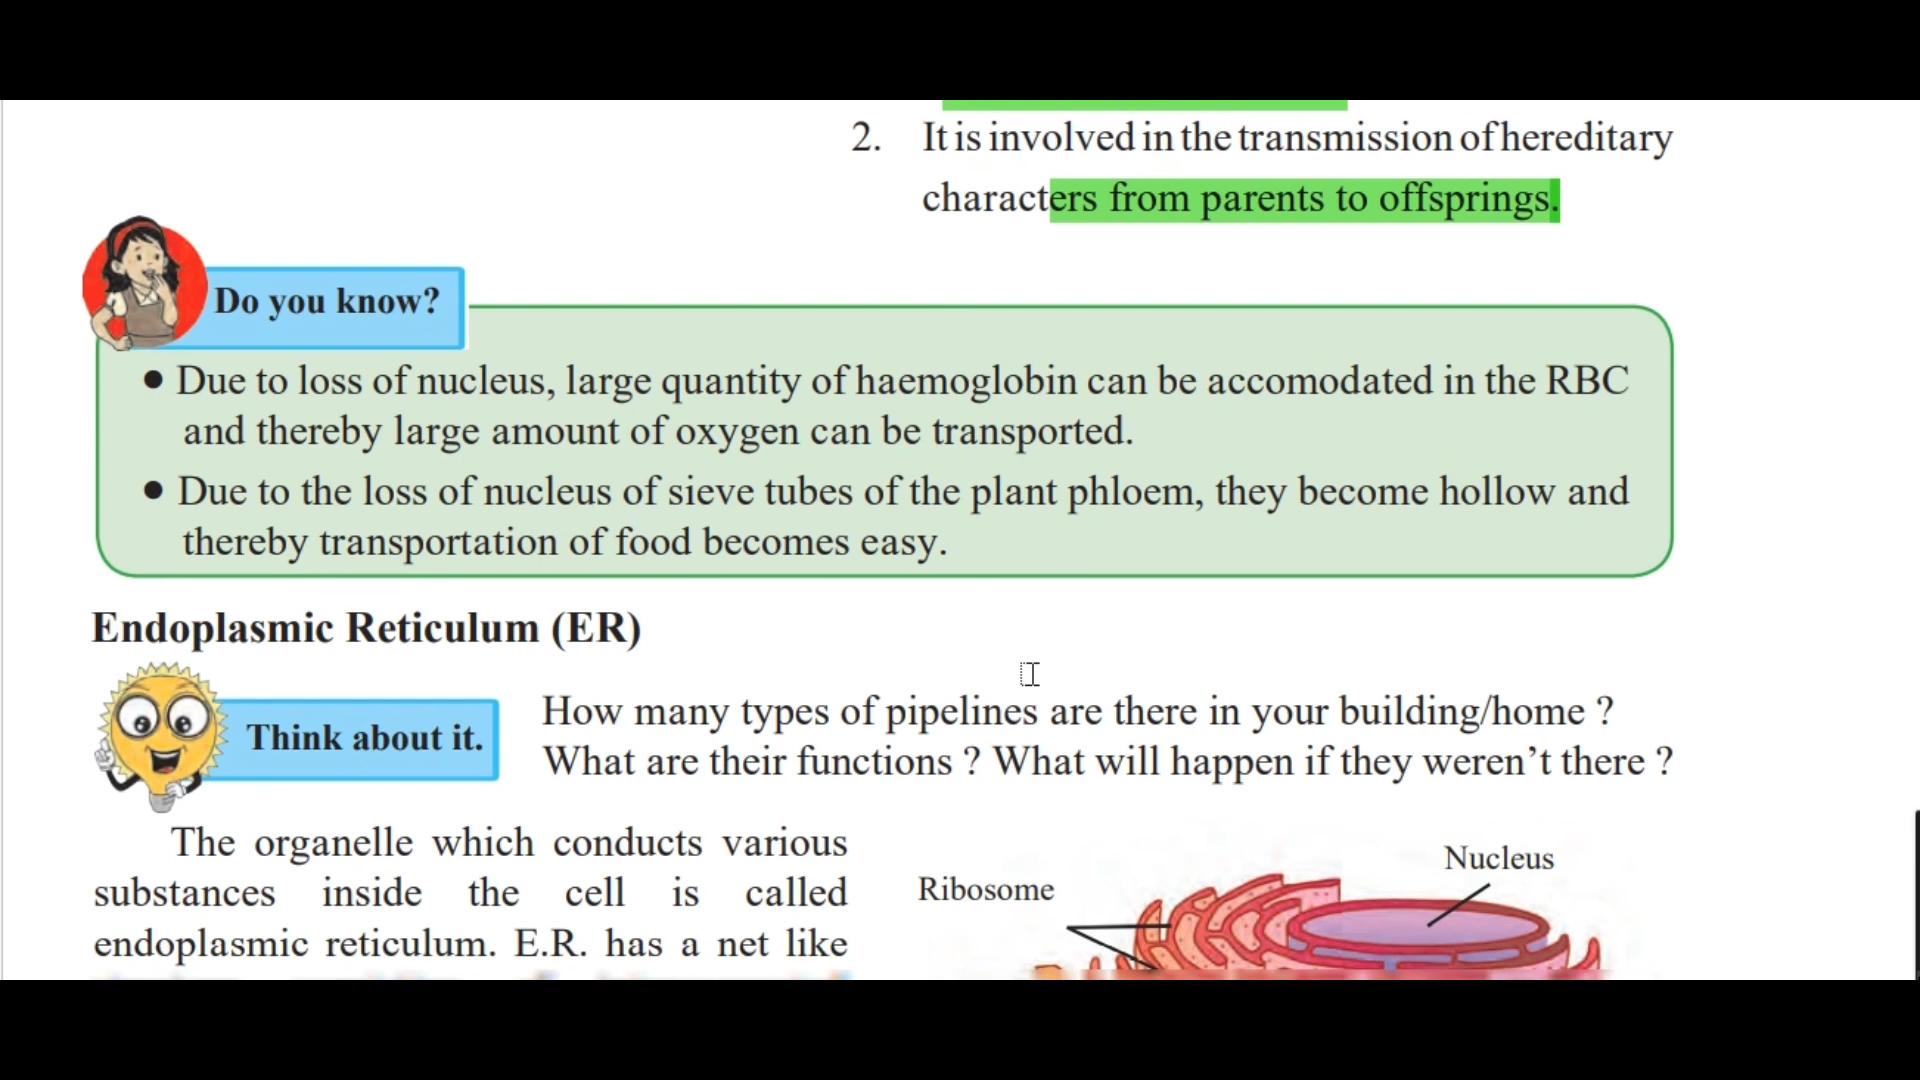 2. It is involved in the transmission of hereditary
characters from parents to offsprings.
Do you know?
● Due to loss of nucleus, large quantity of haemoglobin can be accomodated in the RBC
and thereby large amount of oxygen can be transported.
● Due to the loss of nucleus of sieve tubes of the plant phloem, they become hollow and
thereby transportation of food becomes easy.
Endoplasmic Reticulum (ER)
Think about it.
How many types of pipelines are there in your building/home ?
What are their functions ? What will happen if they weren’t there ?
The organelle which conducts various
substances inside the cell is called
endoplasmic reticulum. E.R. has a net like
Nucleus
Ribosome